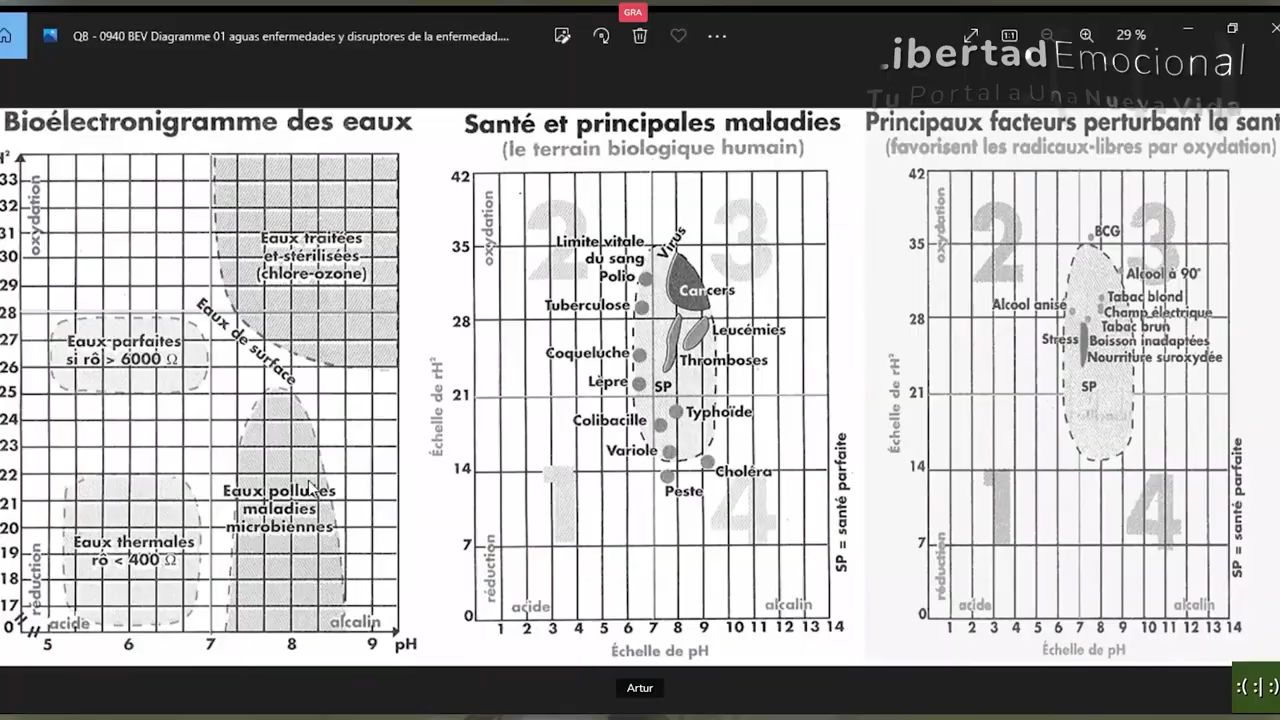 GRA
Q8 - 0940 BEV Diagramme 01 aguas enfermedades y disruptores de la enfermedad....
29 %
ibertad Emocional
Tu Portal a Una Nueva Vida
Bioélectronigramme des eaux
33
32
31
30
29
28
27
26
25
24
23
22
21
20
19
18
17
0
oxydation
réduction
Eaux traitées
et stérilisées
(chlore-ozone)
Eaux de surface
Eaux parfaites
si rô > 6000 Ω
Eaux polluées
maladies
microbiennes
Eaux thermales
rô < 400 Ω
acide
alcalin
5 6 7 8 9 pH
Santé et principales maladies
(le terrain biologique humain)
42
35
28
21
14
7
0
Échelle de rH²
oxydation
réduction
2
3
1
4
Limite vitale
du sang
Virus
Polio
Cancers
Tuberculose
Leucémies
Coqueluche
Thromboses
Lèpre
SP
Typhoïde
Colibacille
Variole
Choléra
Peste
acide
alcalin
1 2 3 4 5 6 7 8 9 10 11 12 13 14
Échelle de pH
SP = santé parfaite
Principaux facteurs perturbant la sant
(favorisent les radicaux-libres par oxydation)
42
35
28
21
14
7
0
Échelle de rH²
oxydation
réduction
2
3
1
4
BCG
Alcool à 90°
Tabac blond
Alcool anisé
Champ électrique
Tabac brun
Stress
Boisson inadaptées
Nourriture suroxydée
SP
acide
alcalin
1 2 3 4 5 6 7 8 9 10 11 12 13 14
Échelle de pH
SP = santé parfaite
Artur
:( :| :)